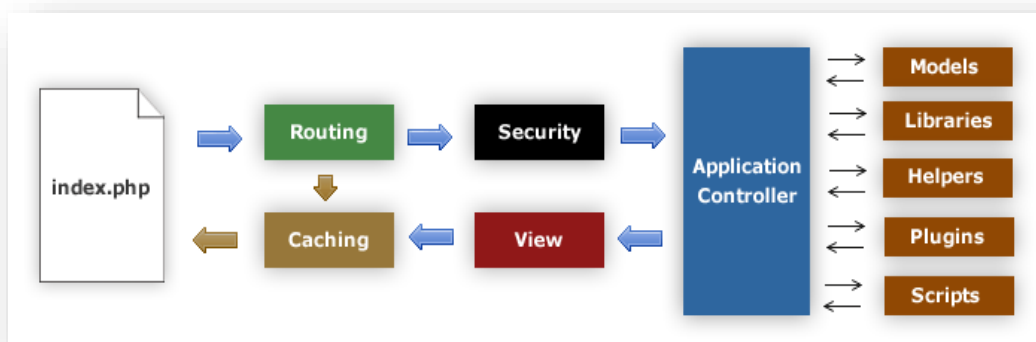 index.php
Routing
Security
Caching
View
Application
Controller
Models
Libraries
Helpers
Plugins
Scripts